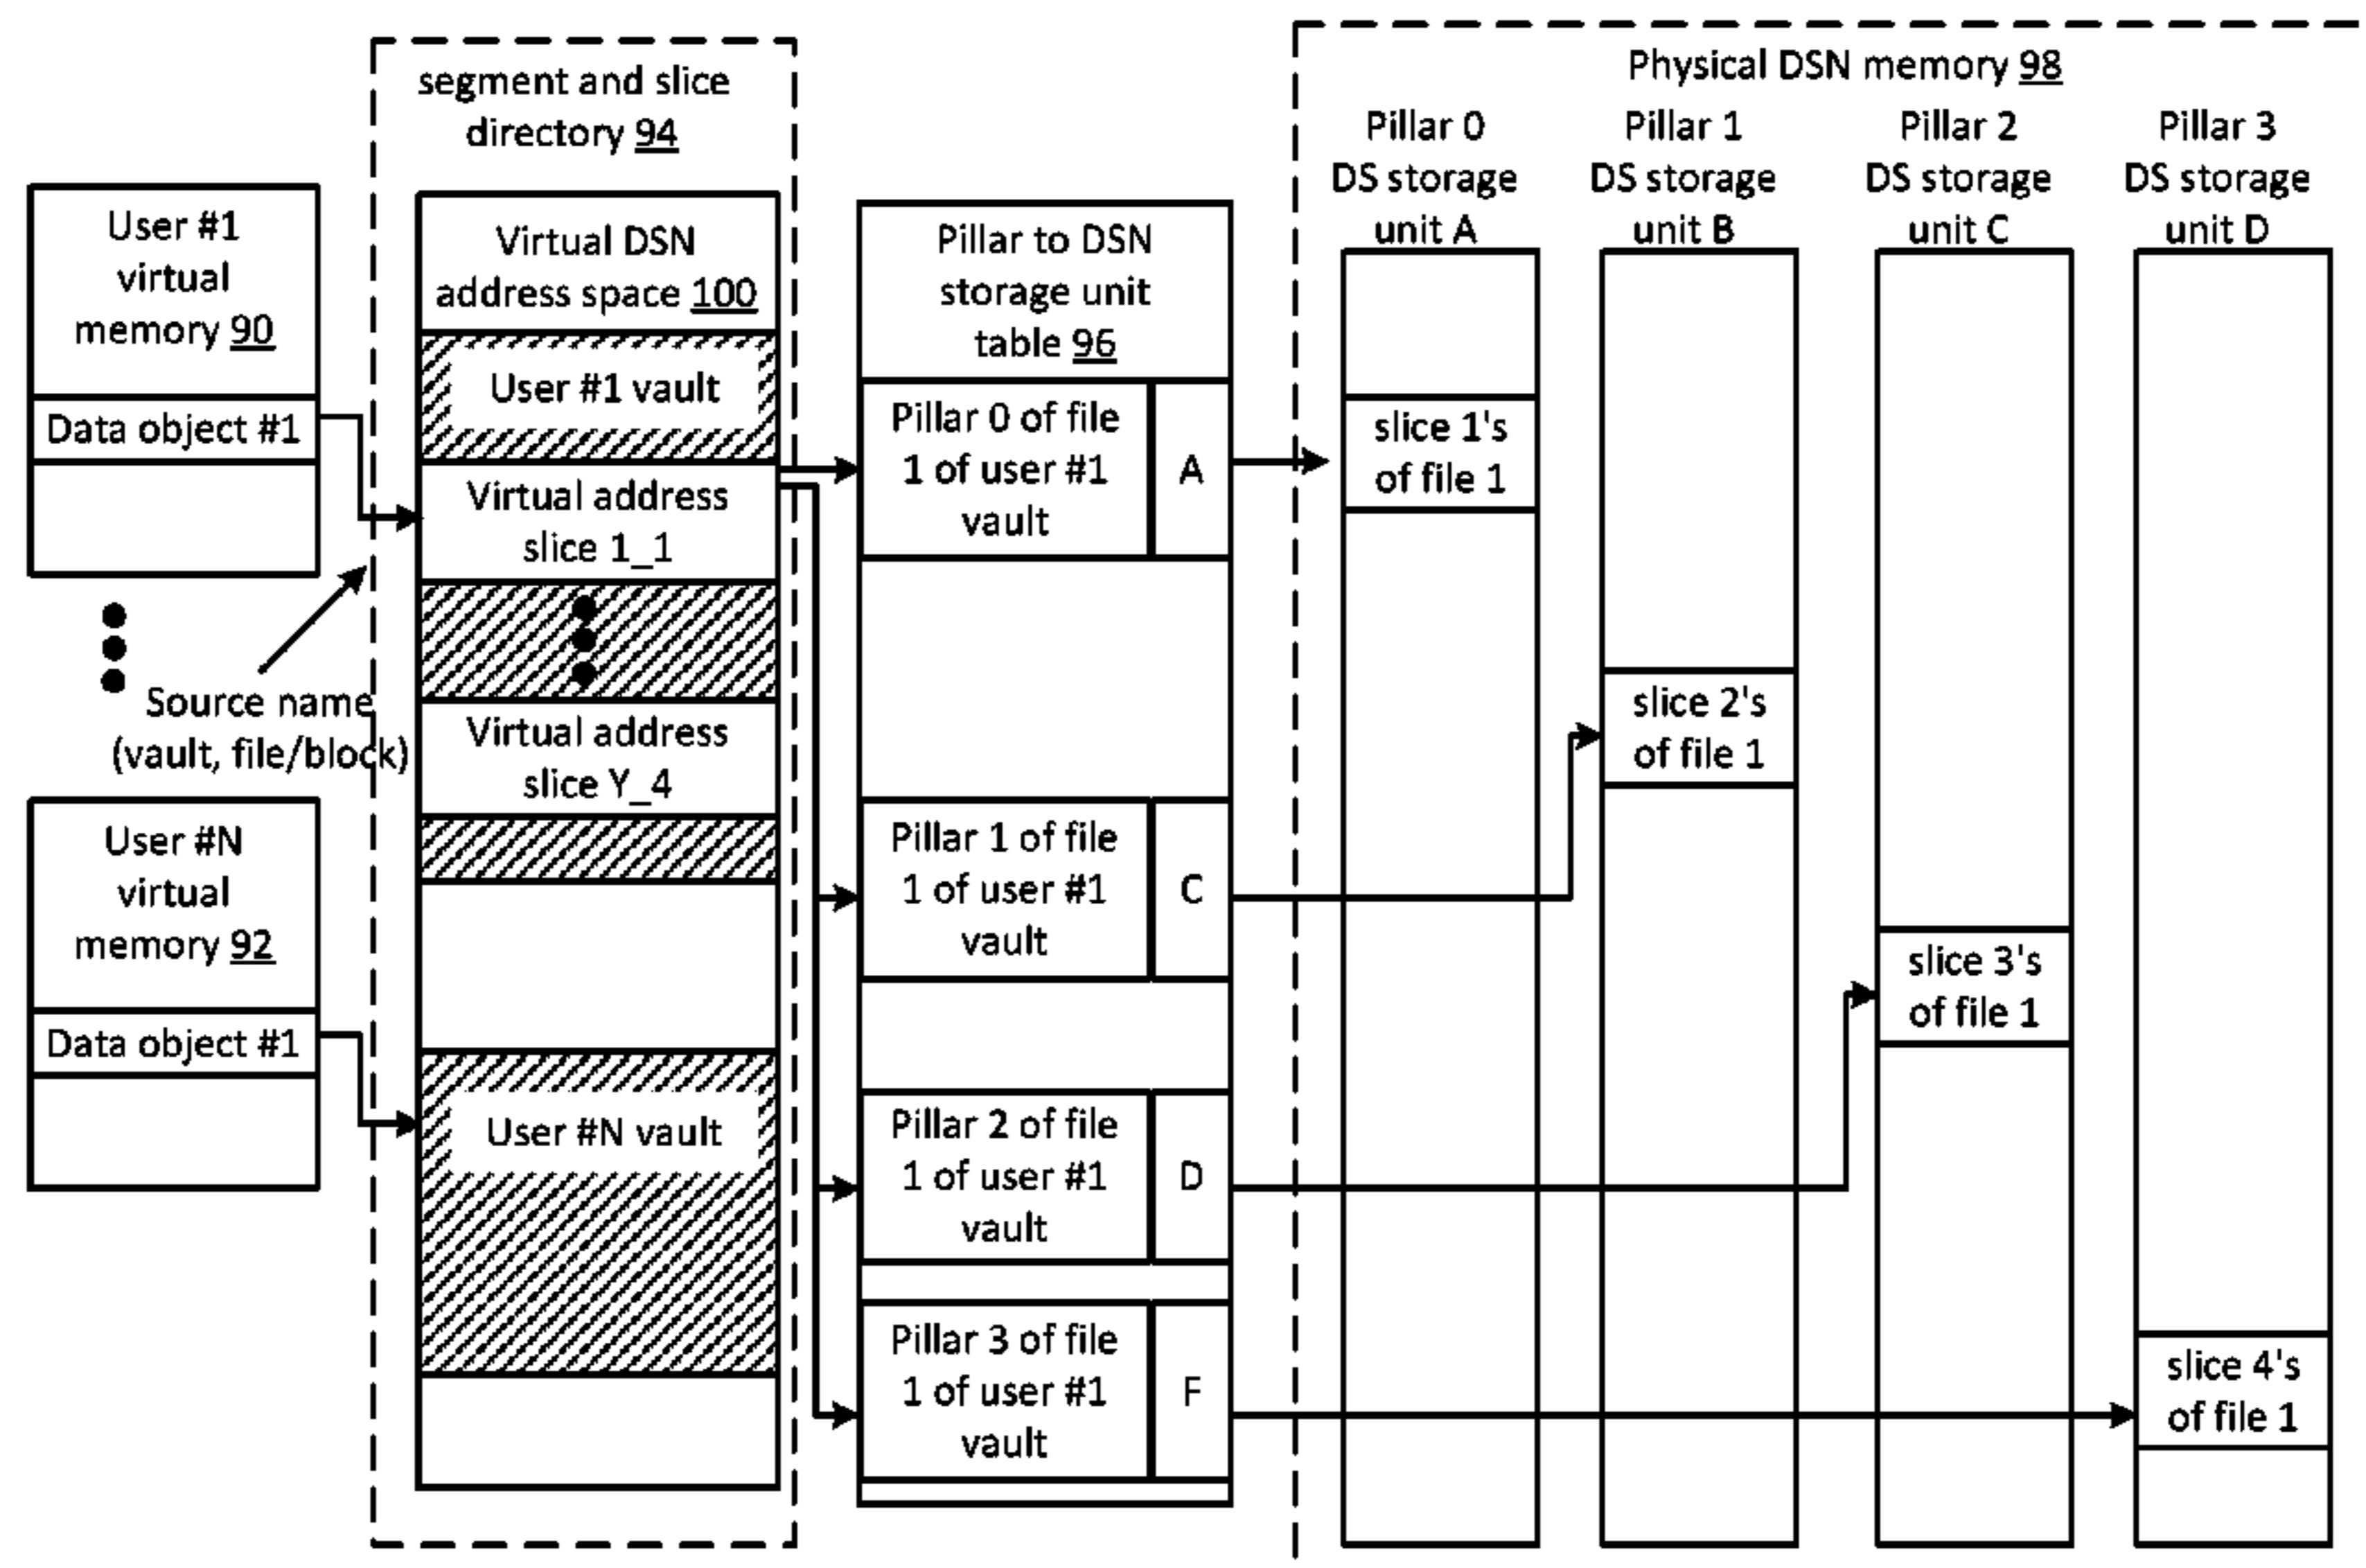 segment and slice
directory 94
Physical DSN memory 98
User #1
virtual
memory 90
Data object #1
Source name
(vault, file/block)
User #N
virtual
memory 92
Data object #1
Virtual DSN
address space 100
User #1 vault
Virtual address
slice 1_1
Virtual address
slice Y_4
User #N vault
Pillar to DSN
storage unit
table 96
Pillar 0 of file
1 of user #1
vault
A
Pillar 1 of file
1 of user #1
vault
C
Pillar 2 of file
1 of user #1
vault
D
Pillar 3 of file
1 of user #1
vault
F
Pillar 0
DS storage
unit A
slice 1's
of file 1
Pillar 1
DS storage
unit B
slice 2's
of file 1
Pillar 2
DS storage
unit C
slice 3's
of file 1
Pillar 3
DS storage
unit D
slice 4's
of file 1